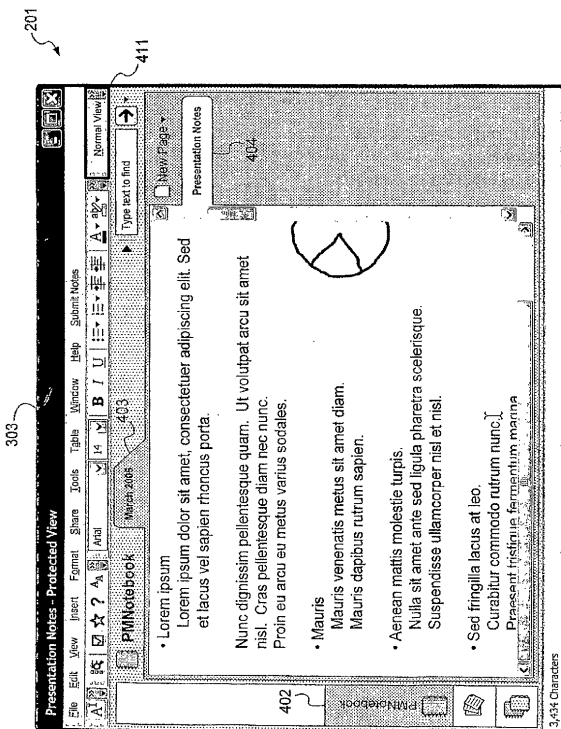 201
303
Presentation Notes - Protected View
File Edit View Insert Format Share Tools Table Window Help Submit Notes
Arial 14 B I U Normal View
411
PMNotebook March 2005 403 Type text to find
New Page
Presentation Notes
404
402
PMNotebook
• Lorem ipsum
Lorem ipsum dolor sit amet, consectetuer adipiscing elit. Sed
et lacus vel sapien rhoncus porta.
Nunc dignissim pellentesque quam. Ut volutpat arcu sit amet
nisl. Cras pellentesque diam nec nunc.
Proin eu arcu eu metus varius sodales.
• Mauris
Mauris venenatis metus sit amet diam.
Mauris dapibus rutrum sapien.
• Aenean mattis molestie turpis.
Nulla sit amet ante sed ligula pharetra scelerisque.
Suspendisse ullamcorper nisl et nisl.
• Sed fringilla lacus at leo.
Curabitur commodo rutrum nunc.
Praesent tristique fermentum magna
3,434 Characters